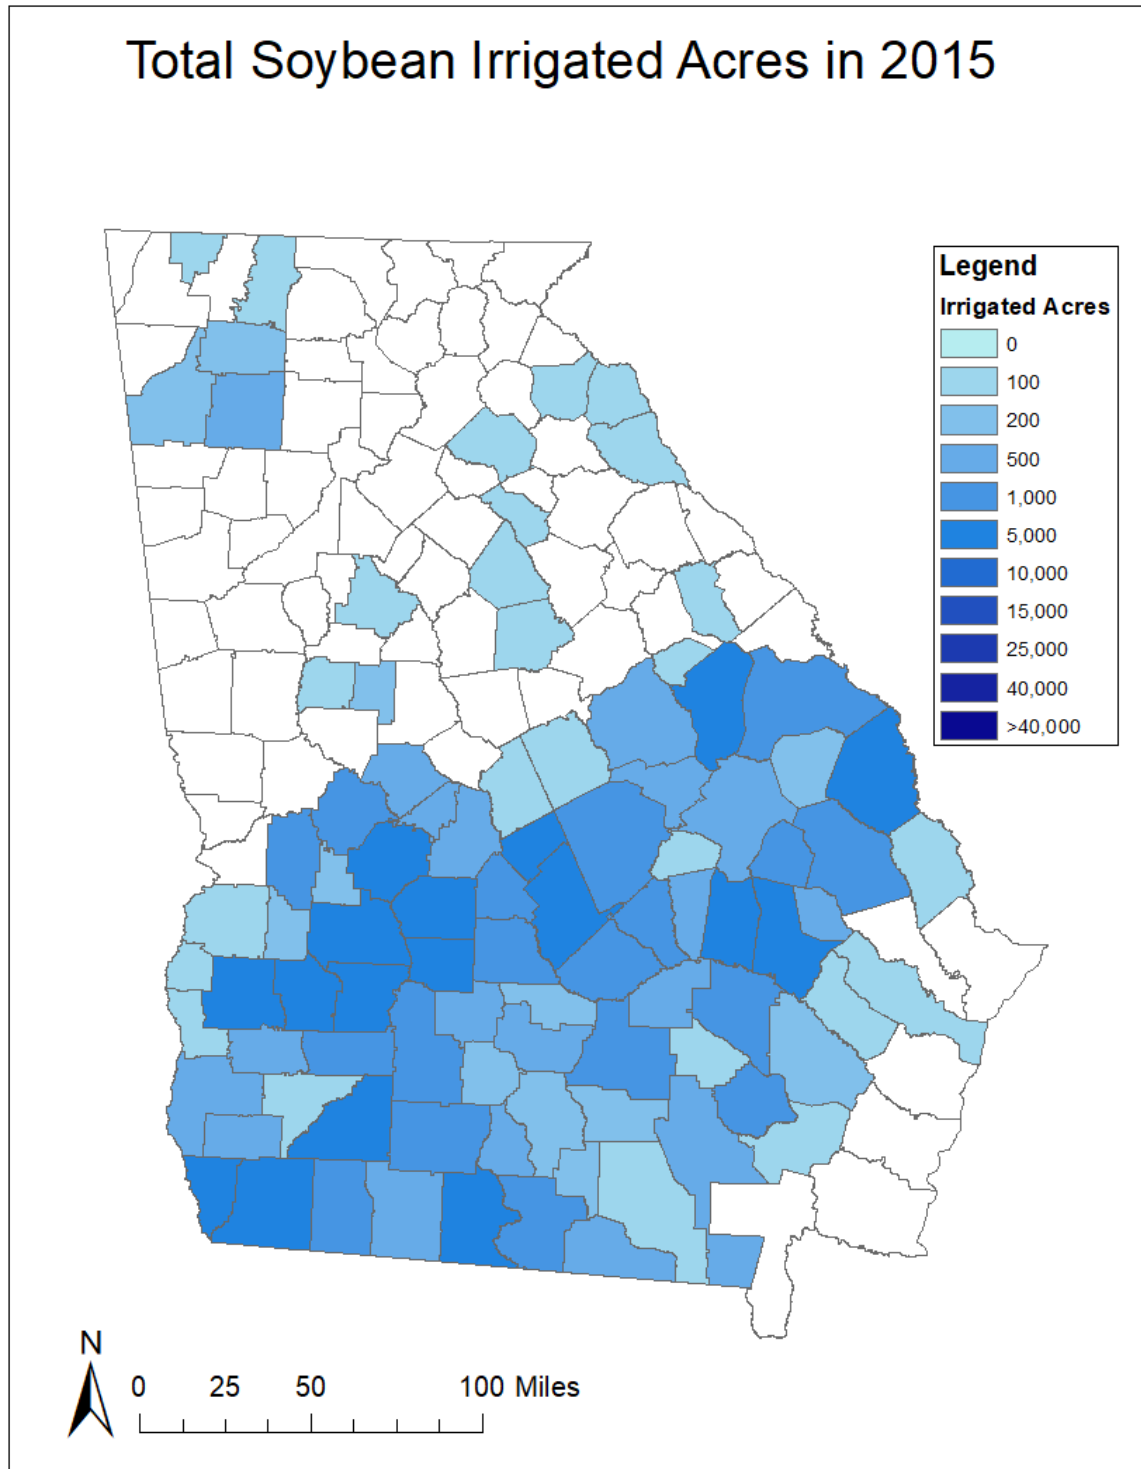 Total Soybean Irrigated Acres in 2015
Legend
Irrigated Acres
0
100
200
500
1,000
5,000
10,000
15,000
25,000
40,000
>40,000
N
0 25 50 100 Miles